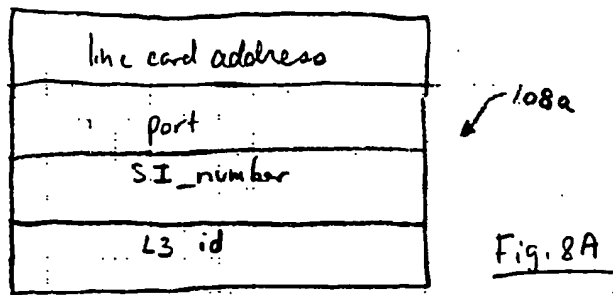 line card address
108a
port
SI_number
L3 id
Fig. 8A